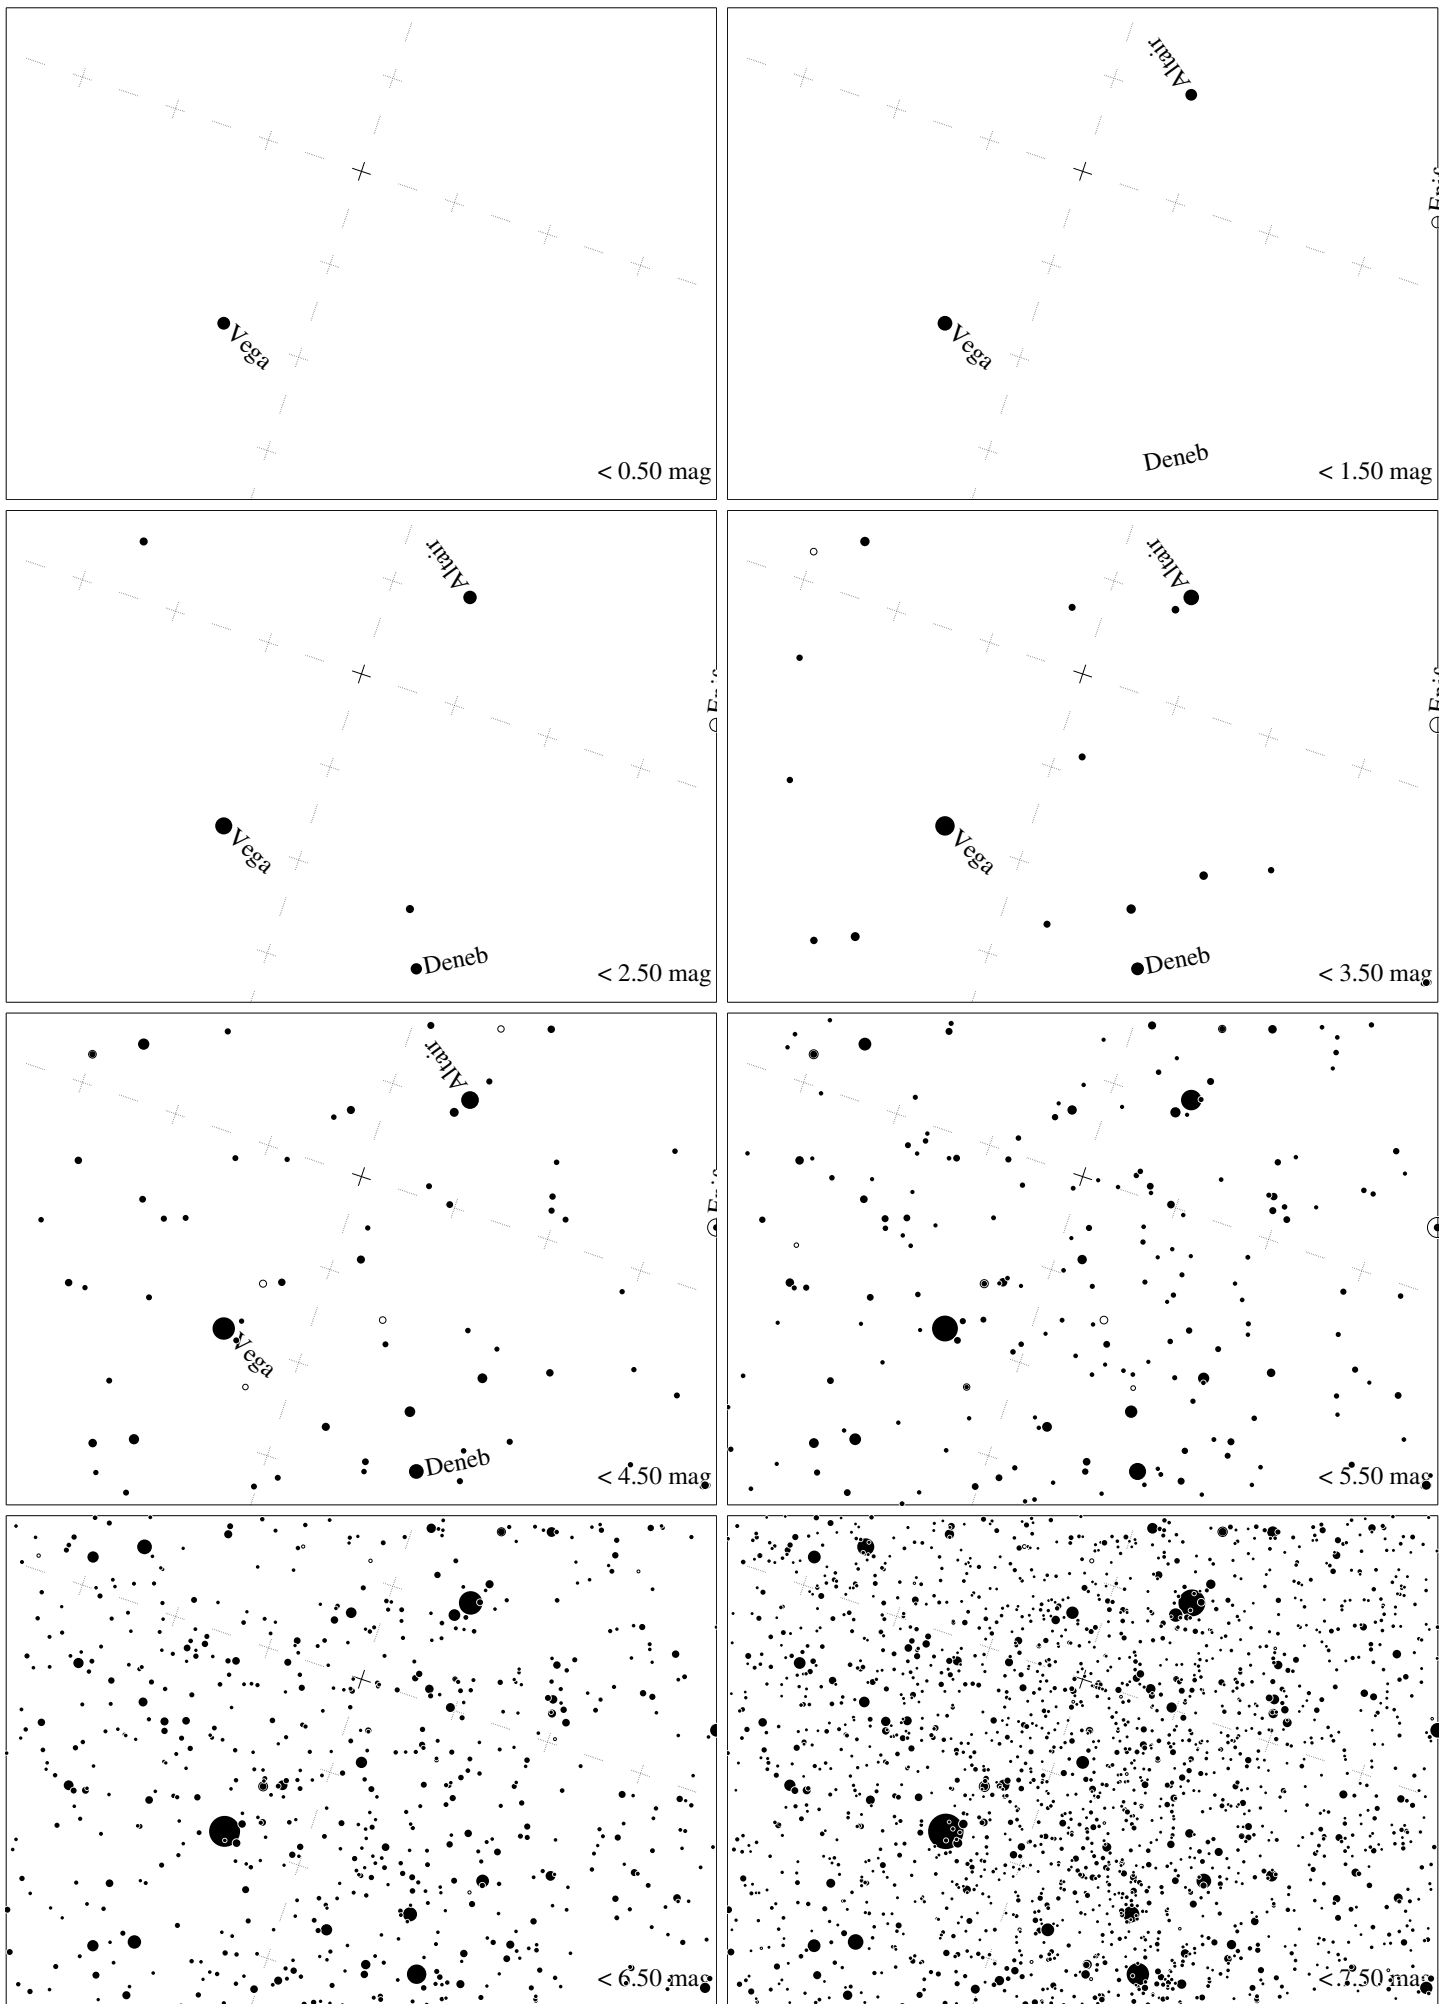 Vega
< 0.50 mag
Altair
Vega
Deneb
< 1.50 mag
Altair
Vega
Deneb
< 2.50 mag
Altair
Vega
Deneb
< 3.50 mag
Altair
Vega
Deneb
< 4.50 mag
< 5.50 mag
< 6.50 mag
< 7.50 mag